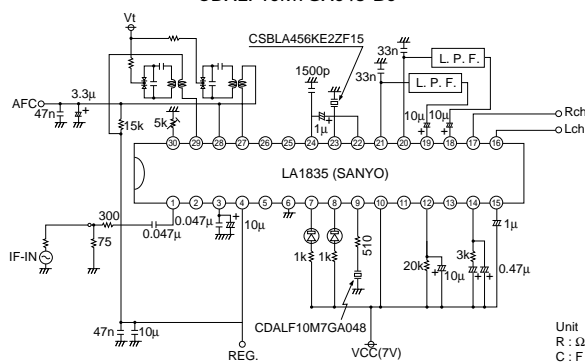 Vt
CSBLA456KE2ZF15
33n
L. P. F.
1500p
33n
L. P. F.
3.3μ
AFC
47n
+
15k
5k
1μ
+
10μ
10μ
+
+
Rch
Lch
30 29 28 27 26 25 24 23 22 21 20 19 18 17 16
LA1835 (SANYO)
1 2 3 4 5 6 7 8 9 10 11 12 13 14 15
300
0.047μ
0.047μ
+
10μ
510
1μ
75
IF-IN
1k
1k
20k
+
10μ
3k
+
+
0.47μ
47n
10μ
CDALF10M7GA048
REG.
VCC(7V)
Unit
R : Ω
C : F